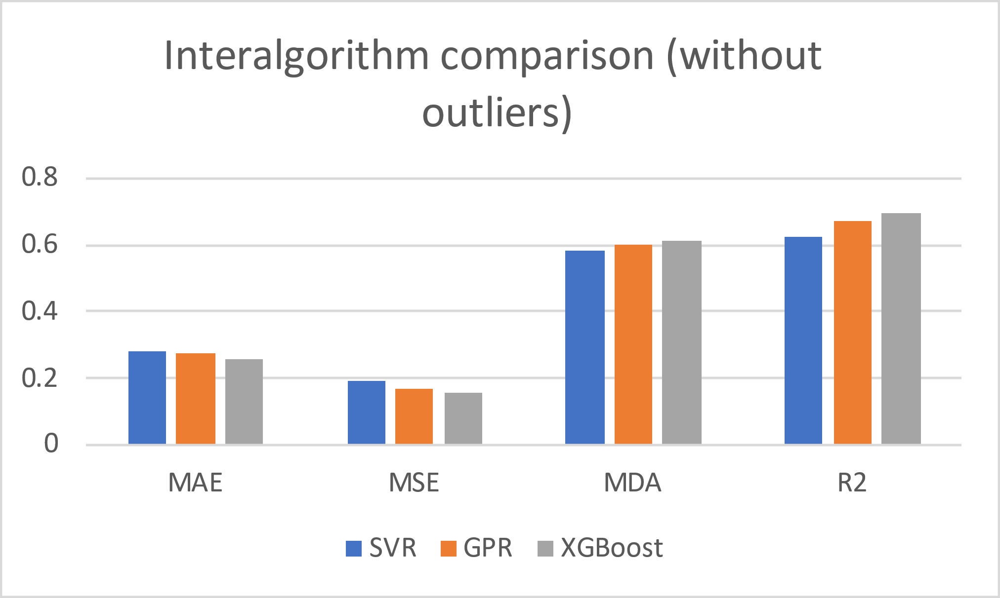 Interalgorithm comparison (without
outliers)
0.8
0.6
0.4
0.2
0
MAE MSE MDA R2
SVR GPR XGBoost